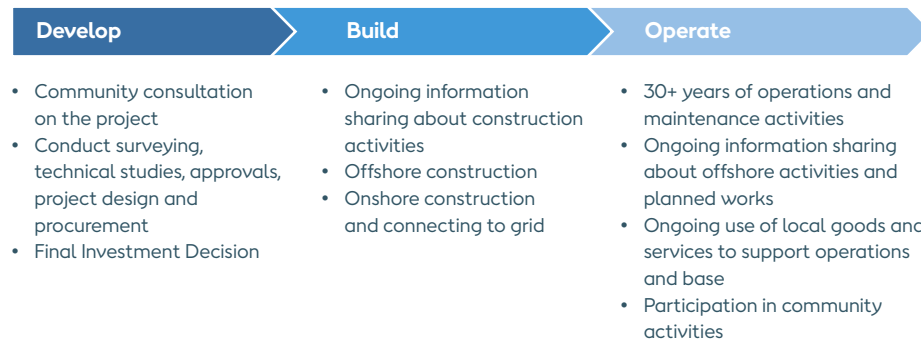 Develop
• Community consultation
on the project
• Conduct surveying,
technical studies, approvals,
project design and
procurement
• Final Investment Decision
Build
• Ongoing information
sharing about construction
activities
• Offshore construction
• Onshore construction
and connecting to grid
Operate
• 30+ years of operations and
maintenance activities
• Ongoing information sharing
about offshore activities and
planned works
• Ongoing use of local goods and
services to support operations
and base
• Participation in community
activities